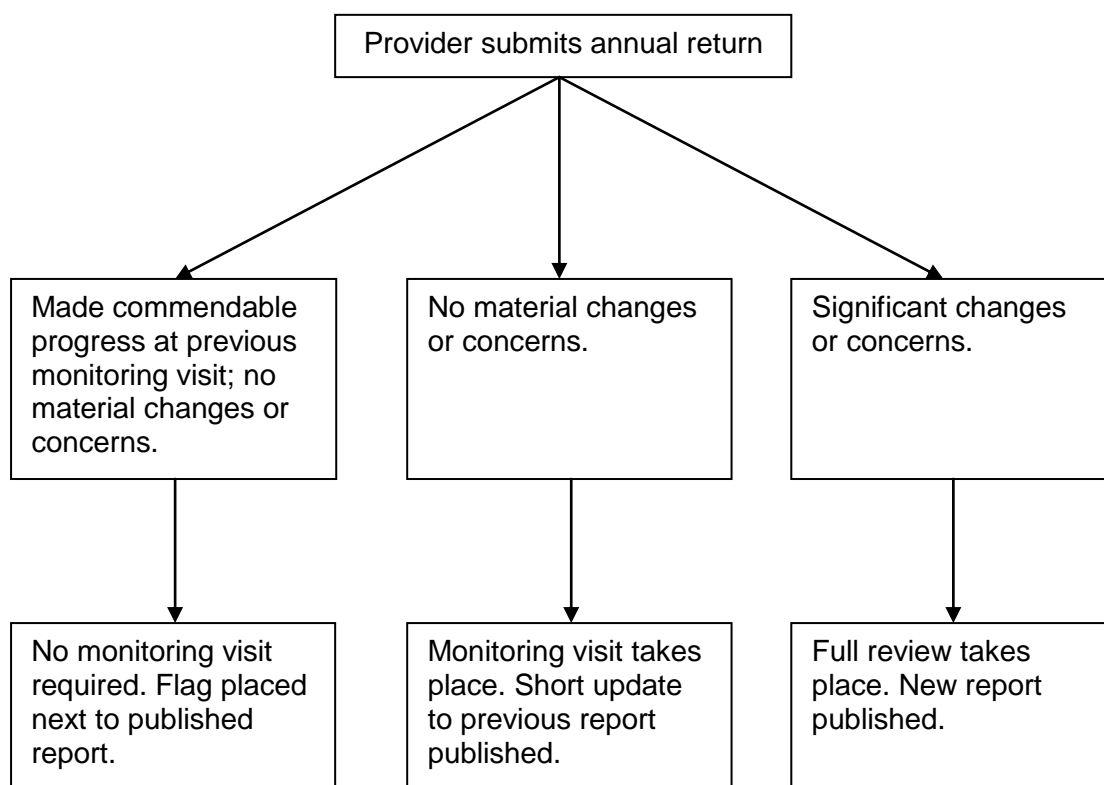 Provider submits annual return
Made commendable
progress at previous
monitoring visit; no
material changes or
concerns.
No material changes
or concerns.
Significant changes
or concerns.
No monitoring visit
required. Flag placed
next to published
report.
Monitoring visit takes
place. Short update
to previous report
published.
Full review takes
place. New report
published.